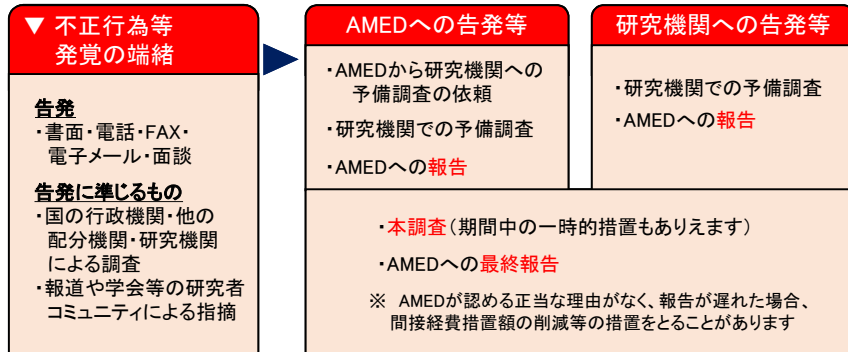 ▼ 不正行為等
発覚の端緒
告発
・書面・電話・FAX・
電子メール・面談
告発に準じるもの
・国の行政機関・他の
配分機関・研究機関
による調査
・報道や学会等の研究者
コミュニティによる指摘
AMEDへの告発等
・AMEDから研究機関への
予備調査の依頼
・研究機関での予備調査
・AMEDへの報告
研究機関への告発等
・研究機関での予備調査
・AMEDへの報告
・本調査(期間中の一時的措置もありえます)
・AMEDへの最終報告
※ AMEDが認める正当な理由がなく、報告が遅れた場合、
間接経費措置額の削減等の措置をとることがあります